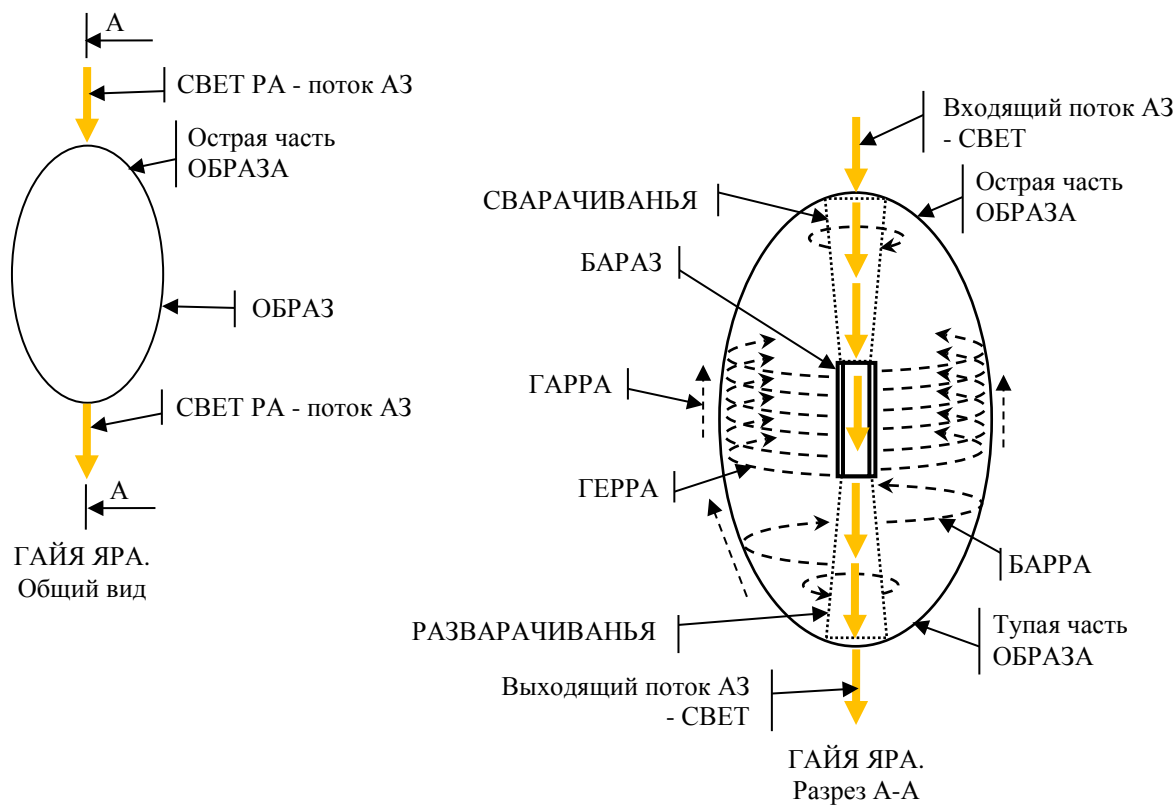 А
СВЕТ РА - поток АЗ
Острая часть
ОБРАЗА
ОБРАЗ
СВЕТ РА - поток АЗ
А
ГАЙЯ ЯРА.
Общий вид
Входящий поток АЗ
- СВЕТ
Острая часть
ОБРАЗА
СВАРАЧИВАНЬЯ
БАРАЗ
ГАРРА
ГЕРРА
БАРРА
РАЗВАРАЧИВАНЬЯ
Тупая часть
ОБРАЗА
Выходящий поток АЗ
- СВЕТ
ГАЙЯ ЯРА.
Разрез А-А